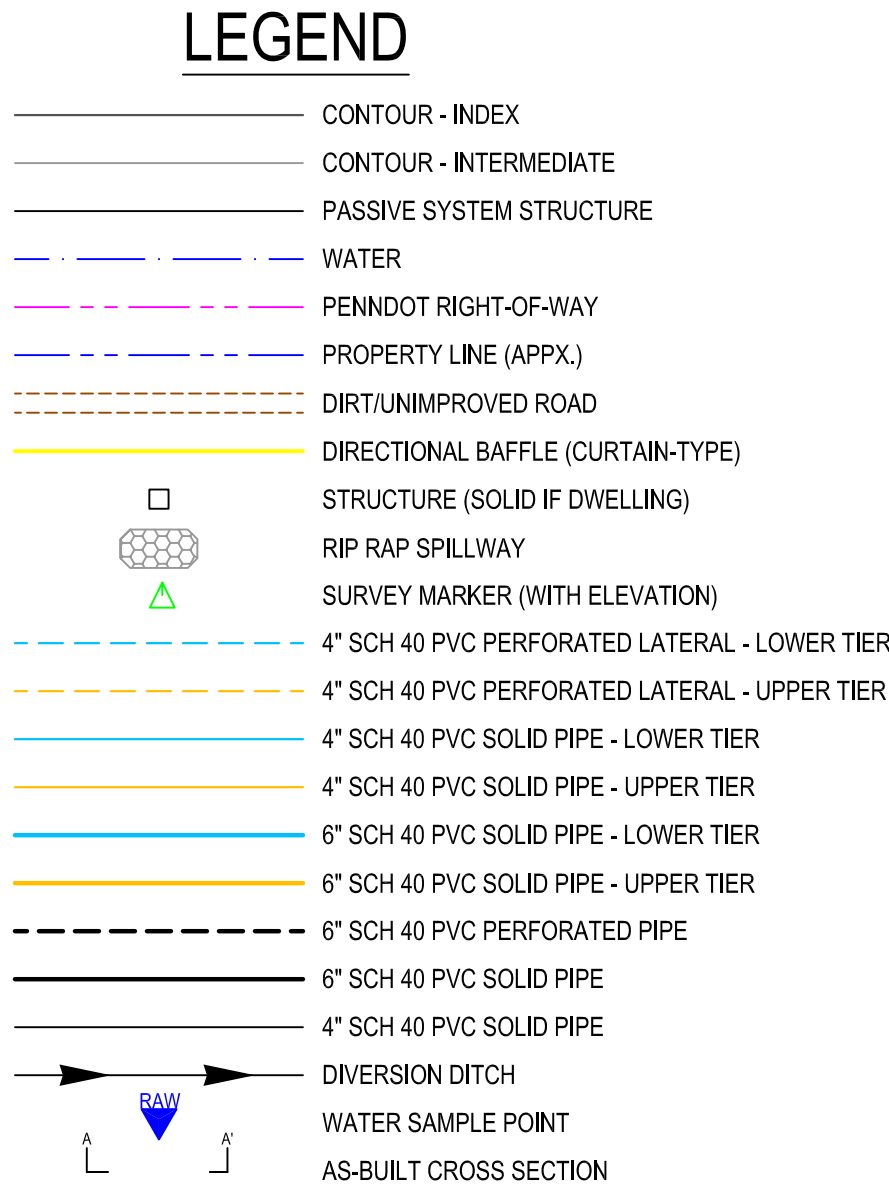 LEGEND
CONTOUR - INDEX
CONTOUR - INTERMEDIATE
PASSIVE SYSTEM STRUCTURE
WATER
PENNDOT RIGHT-OF-WAY
PROPERTY LINE (APPX.)
DIRT/UNIMPROVED ROAD
DIRECTIONAL BAFFLE (CURTAIN-TYPE)
STRUCTURE (SOLID IF DWELLING)
RIP RAP SPILLWAY
SURVEY MARKER (WITH ELEVATION)
4" SCH 40 PVC PERFORATED LATERAL - LOWER TIER
4" SCH 40 PVC PERFORATED LATERAL - UPPER TIER
4" SCH 40 PVC SOLID PIPE - LOWER TIER
4" SCH 40 PVC SOLID PIPE - UPPER TIER
6" SCH 40 PVC SOLID PIPE - LOWER TIER
6" SCH 40 PVC SOLID PIPE - UPPER TIER
6" SCH 40 PVC PERFORATED PIPE
6" SCH 40 PVC SOLID PIPE
4" SCH 40 PVC SOLID PIPE
DIVERSION DITCH
RAW
WATER SAMPLE POINT
A A'
AS-BUILT CROSS SECTION